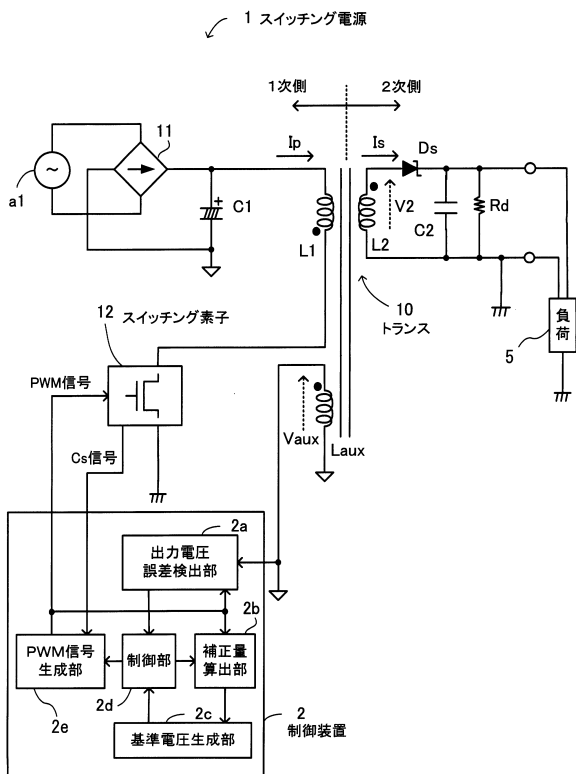 1 スイッチング電源
1次側
2次側
11
Ip
Is
Ds
a1
C1
L1
L2
V2
C2
Rd
10
トランス
12
スイッチング素子
負荷
5
PWM信号
Cs信号
Vaux
Laux
2a
出力電圧
誤差検出部
2b
PWM信号
生成部
制御部
補正量
算出部
2e
2d
2c
基準電圧生成部
2
制御装置